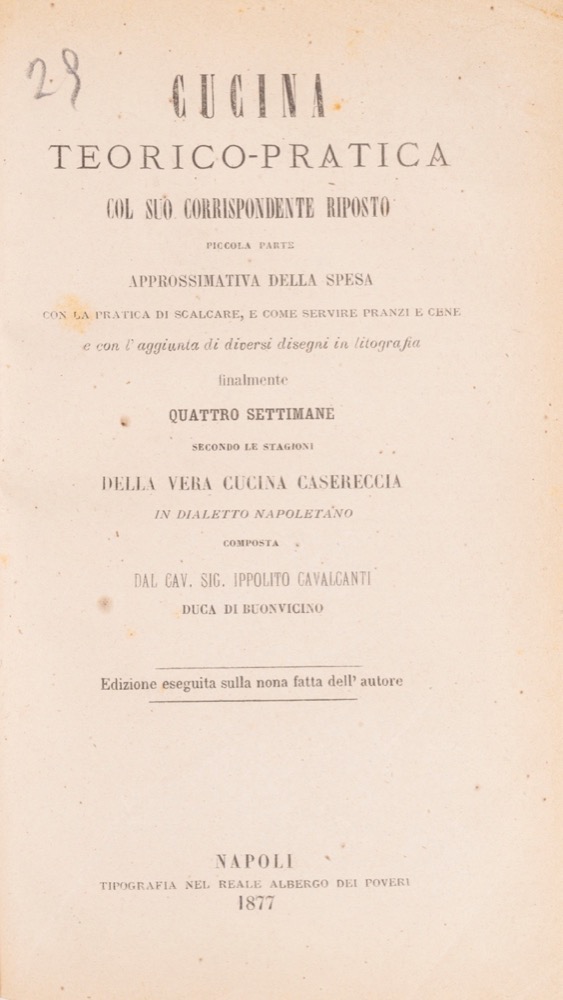 2.9
CUCINA
TEORICO-PRATICA
COL SUO CORRISPONDENTE RIPOSTO
PICCOLA PARTE
APPROSSIMATIVA DELLA SPESA
CON LA PRATICA DI SCALCARE, E COME SERVIRE PRANZI E CENE
e con l'aggiunta di diversi disegni in litografia
finalmente
QUATTRO SETTIMANE
SECONDO LE STAGIONI
DELLA VERA CUCINA CASERECCIA
IN DIALETTO NAPOLETANO
COMPOSTA
DAL CAV. SIG. IPPOLITO CAVALCANTI
DUCA DI BUONVICINO
Edizione eseguita sulla nona fatta dell' autore
NAPOLI
TIPOGRAFIA NEL REALE ALBERGO DEI POVERI
1877